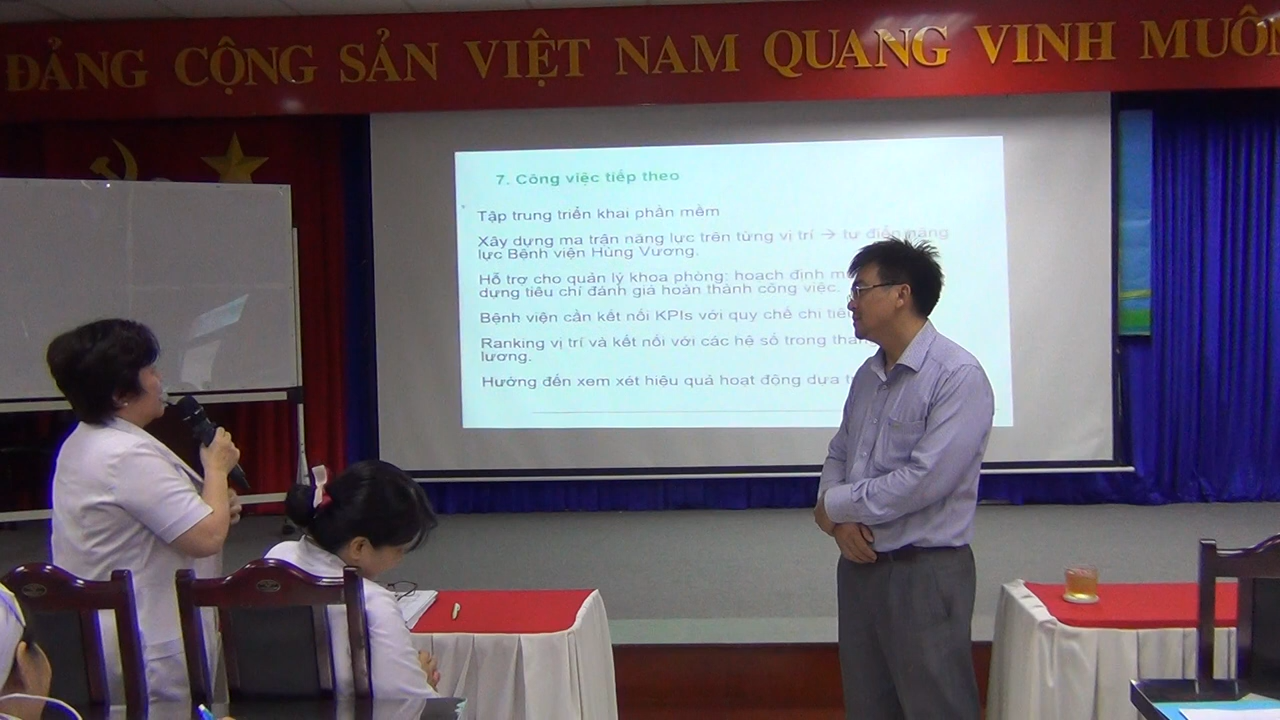 ĐẢNG CỘNG SẢN VIỆT NAM QUANG VINH MUÔN
7. Công việc tiếp theo
Tập trung triển khai phần mềm
Xây dựng ma trận năng lực trên từng vị trí → từ điển năng
lực Bệnh viện Hùng Vương.
Hỗ trợ cho quản lý khoa phòng: hoạch định
dựng tiêu chí đánh giá hoàn thành công việc.
Bệnh viện cần kết nối KPIs với quy chế chi
Ranking vị trí và kết nối với các hệ số trong
lương.
Hướng đến xem xét hiệu quả hoạt động dựa